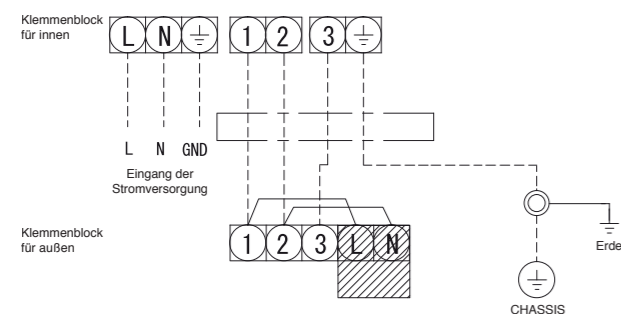 Klemmenblock
für innen
L N 1 2 3
L N GND
Eingang der
Stromversorgung
Klemmenblock
für außen
1 2 3 L N
Erde
CHASSIS